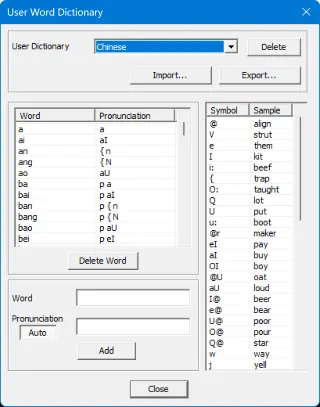 User Word Dictionary
User Dictionary Chinese Delete
Import... Export...
Word Pronunciation
a a
ai aI
an { n
ang { N
ao aU
ba p a
bai p aI
ban p { n
bang p { N
bao p aU
bei p eI
Delete Word
Word
Pronunciation
Auto
Add
Symbol Sample
@ align
V strut
e them
I kit
i: beef
{ trap
O: taught
Q lot
U put
u: boot
@r maker
eI pay
aI buy
OI boy
@U oat
aU loud
I@ beer
e@ bear
U@ poor
O@ pour
Q@ star
w way
j yell
Close